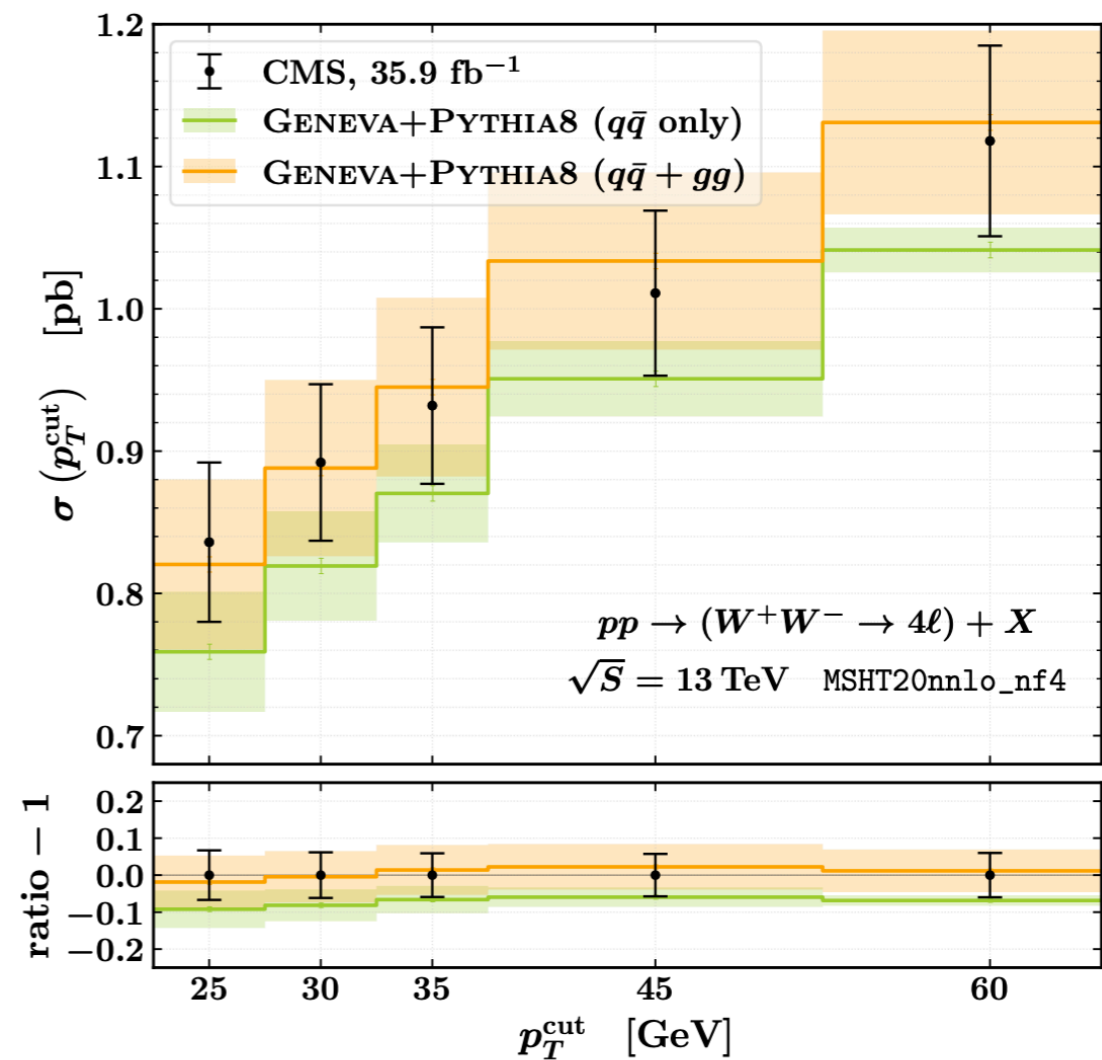 CMS, 35.9 fb⁻¹
GENEVA+PYTHIA8 (qq̄ only)
GENEVA+PYTHIA8 (qq̄ + gg)
1.2
1.1
1.0
0.9
0.8
0.7
σ (p_T^cut) [pb]
pp → (W⁺W⁻ → 4ℓ) + X
√S = 13 TeV MSHT20nnlo_nf4
0.2
0.1
0.0
−0.1
−0.2
ratio − 1
25 30 35 45 60
p_T^cut [GeV]